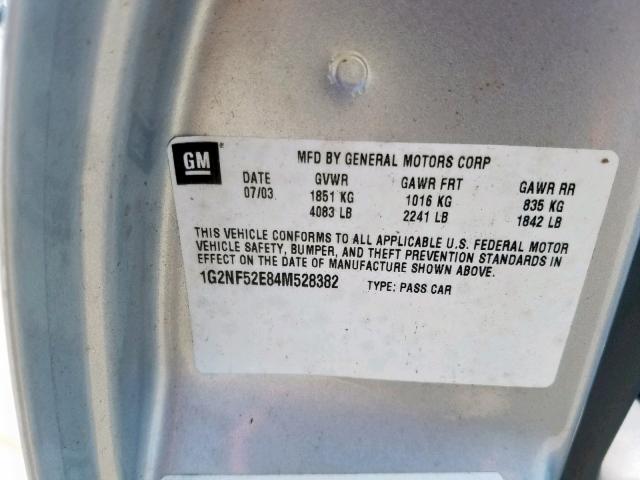 GM
MFD BY GENERAL MOTORS CORP
DATE GVWR GAWR FRT GAWR RR
07/03 1851 KG 1016 KG 835 KG
4083 LB 2241 LB 1842 LB
THIS VEHICLE CONFORMS TO ALL APPLICABLE U.S. FEDERAL MOTOR
VEHICLE SAFETY, BUMPER, AND THEFT PREVENTION STANDARDS IN
EFFECT ON THE DATE OF MANUFACTURE SHOWN ABOVE.
1G2NF52E84M528382 TYPE: PASS CAR